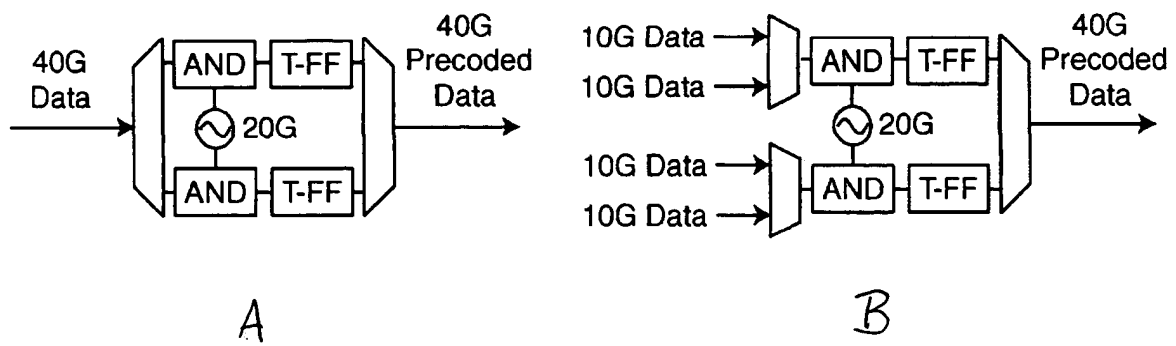 40G
Data
AND
T-FF
20G
AND
T-FF
40G
Precoded
Data
A
10G Data
10G Data
10G Data
10G Data
AND
T-FF
20G
AND
T-FF
40G
Precoded
Data
B